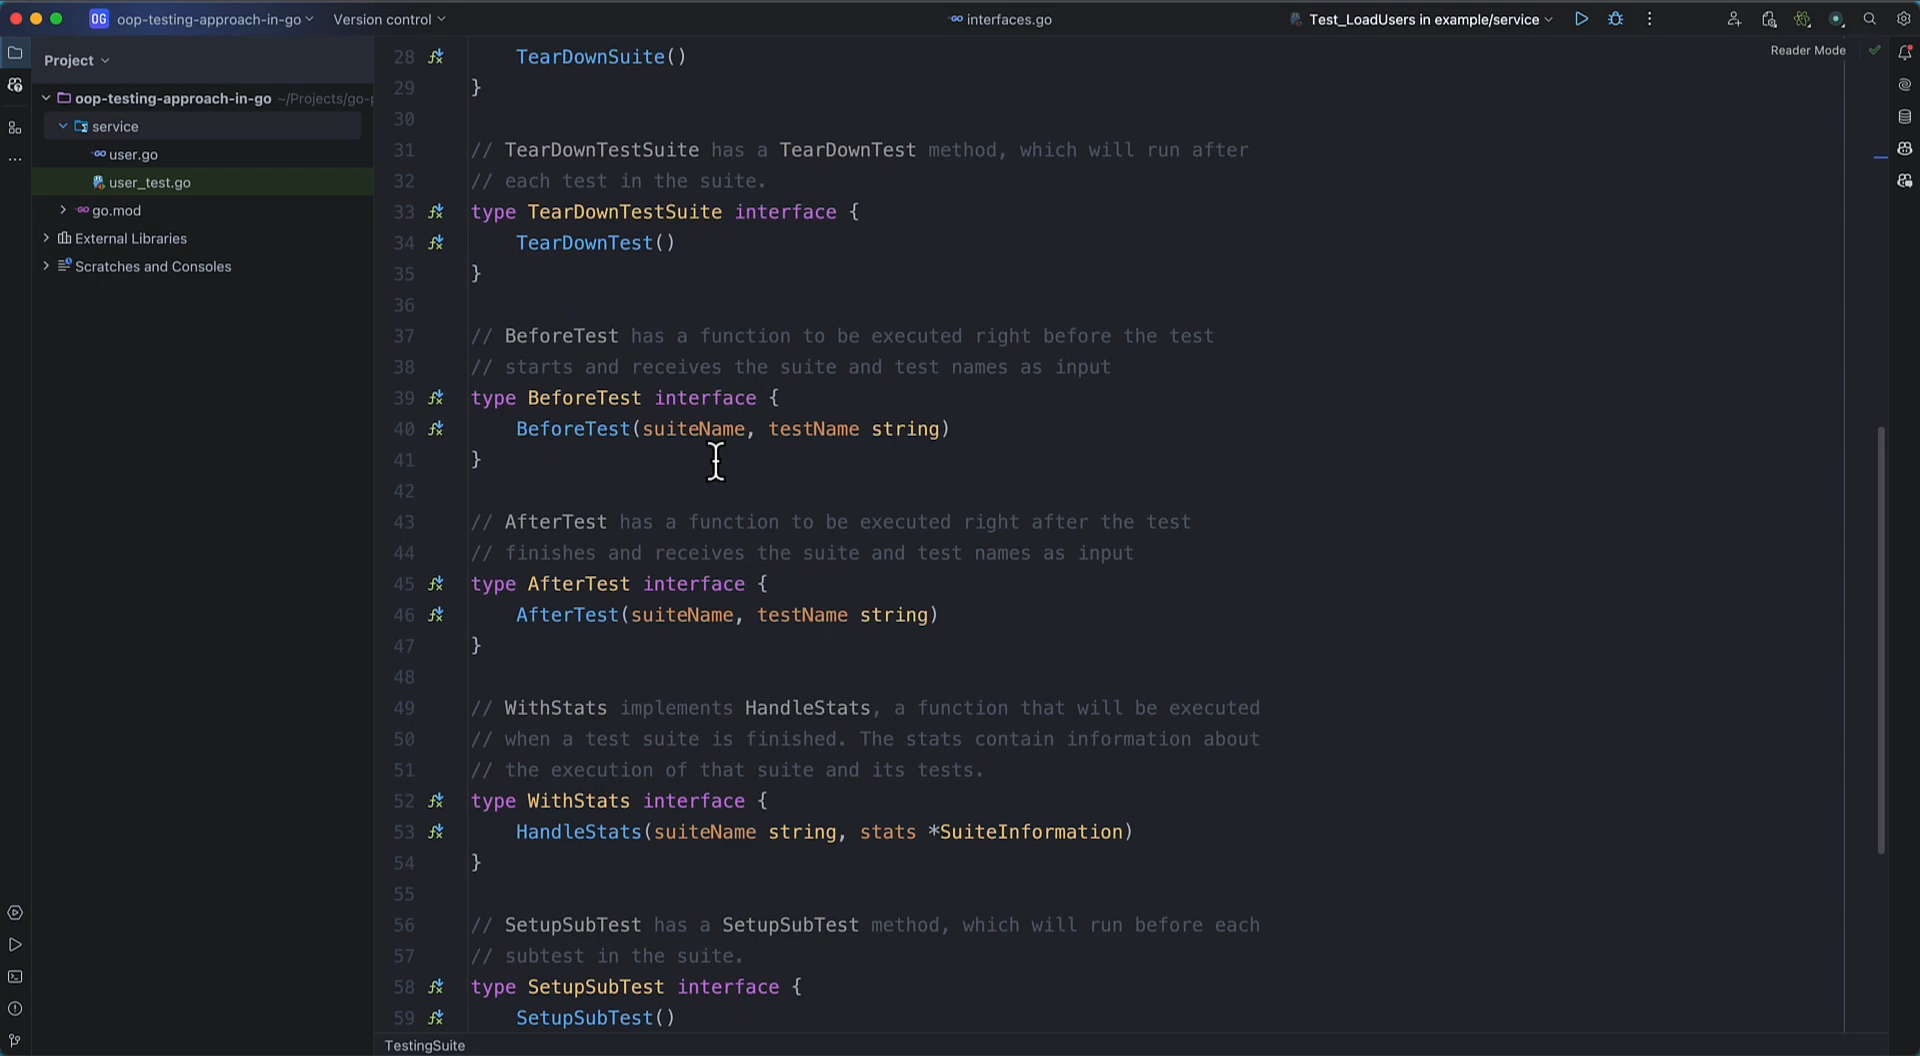 OG oop-testing-approach-in-go Version control interfaces.go Test_LoadUsers in example/service
Project
oop-testing-approach-in-go ~/Projects/go-p
service
user.go
user_test.go
go.mod
External Libraries
Scratches and Consoles
Reader Mode
28 TearDownSuite()
29 }
30
31 // TearDownTestSuite has a TearDownTest method, which will run after
32 // each test in the suite.
33 type TearDownTestSuite interface {
34 TearDownTest()
35 }
36
37 // BeforeTest has a function to be executed right before the test
38 // starts and receives the suite and test names as input
39 type BeforeTest interface {
40 BeforeTest(suiteName, testName string)
41 }
42
43 // AfterTest has a function to be executed right after the test
44 // finishes and receives the suite and test names as input
45 type AfterTest interface {
46 AfterTest(suiteName, testName string)
47 }
48
49 // WithStats implements HandleStats, a function that will be executed
50 // when a test suite is finished. The stats contain information about
51 // the execution of that suite and its tests.
52 type WithStats interface {
53 HandleStats(suiteName string, stats *SuiteInformation)
54 }
55
56 // SetupSubTest has a SetupSubTest method, which will run before each
57 // subtest in the suite.
58 type SetupSubTest interface {
59 SetupSubTest()
TestingSuite